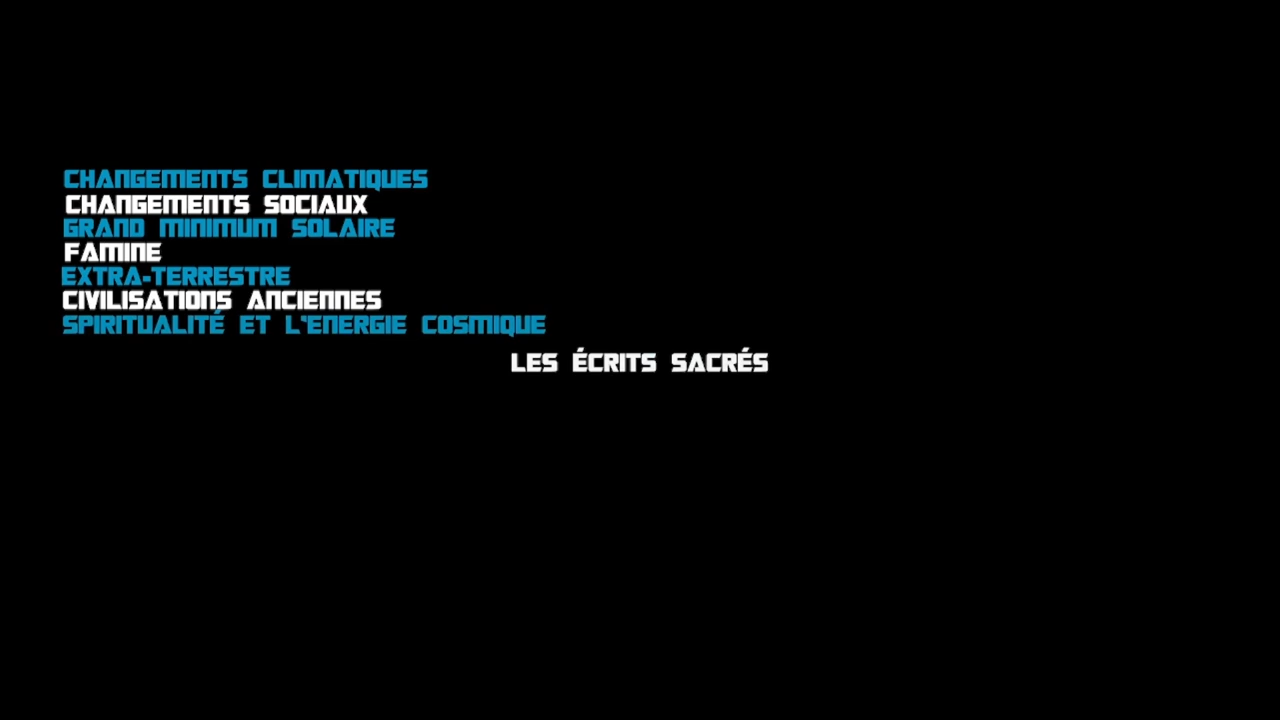 CHANGEMENTS CLIMATIQUES
CHANGEMENTS SOCIAUX
GRAND MINIMUM SOLAIRE
FAMINE
EXTRA-TERRESTRE
CIVILISATIONS ANCIENNES
SPIRITUALITÉ ET L'ENERGIE COSMIQUE
LES ÉCRITS SACRÉS